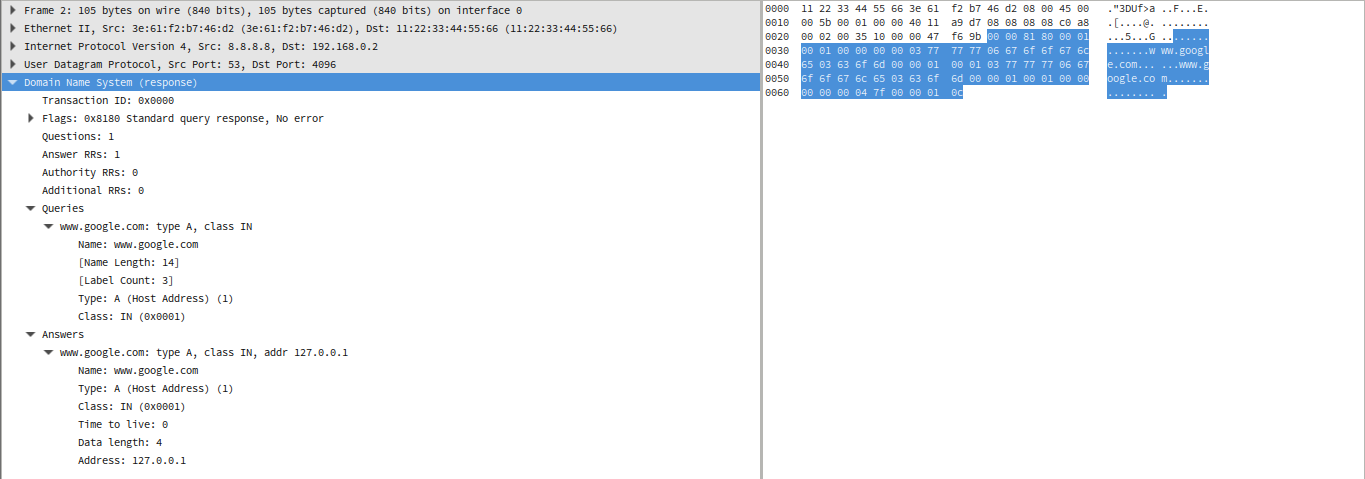 Frame 2: 105 bytes on wire (840 bits), 105 bytes captured (840 bits) on interface 0
Ethernet II, Src: 3e:61:f2:b7:46:d2 (3e:61:f2:b7:46:d2), Dst: 11:22:33:44:55:66 (11:22:33:44:55:66)
Internet Protocol Version 4, Src: 8.8.8.8, Dst: 192.168.0.2
User Datagram Protocol, Src Port: 53, Dst Port: 4096
Domain Name System (response)
Transaction ID: 0x0000
Flags: 0x8180 Standard query response, No error
Questions: 1
Answer RRs: 1
Authority RRs: 0
Additional RRs: 0
Queries
www.google.com: type A, class IN
Name: www.google.com
[Name Length: 14]
[Label Count: 3]
Type: A (Host Address) (1)
Class: IN (0x0001)
Answers
www.google.com: type A, class IN, addr 127.0.0.1
Name: www.google.com
Type: A (Host Address) (1)
Class: IN (0x0001)
Time to live: 0
Data length: 4
Address: 127.0.0.1
0000 11 22 33 44 55 66 3e 61 f2 b7 46 d2 08 00 45 00 ."3DUf>a ..F...E.
0010 00 5b 00 01 00 00 40 11 a9 d7 08 08 08 08 c0 a8 .[....@. ........
0020 00 02 00 35 10 00 00 47 f6 9b 00 00 81 80 00 01 ...5...G ........
0030 00 01 00 00 00 00 03 77 77 77 06 67 6f 6f 67 6c .......w ww.googl
0040 65 03 63 6f 6d 00 00 01 00 01 03 77 77 77 06 67 e.com... ...www.g
0050 6f 6f 67 6c 65 03 63 6f 6d 00 00 01 00 01 00 00 oogle.co m.......
0060 00 00 00 04 7f 00 00 01 0c ........ .